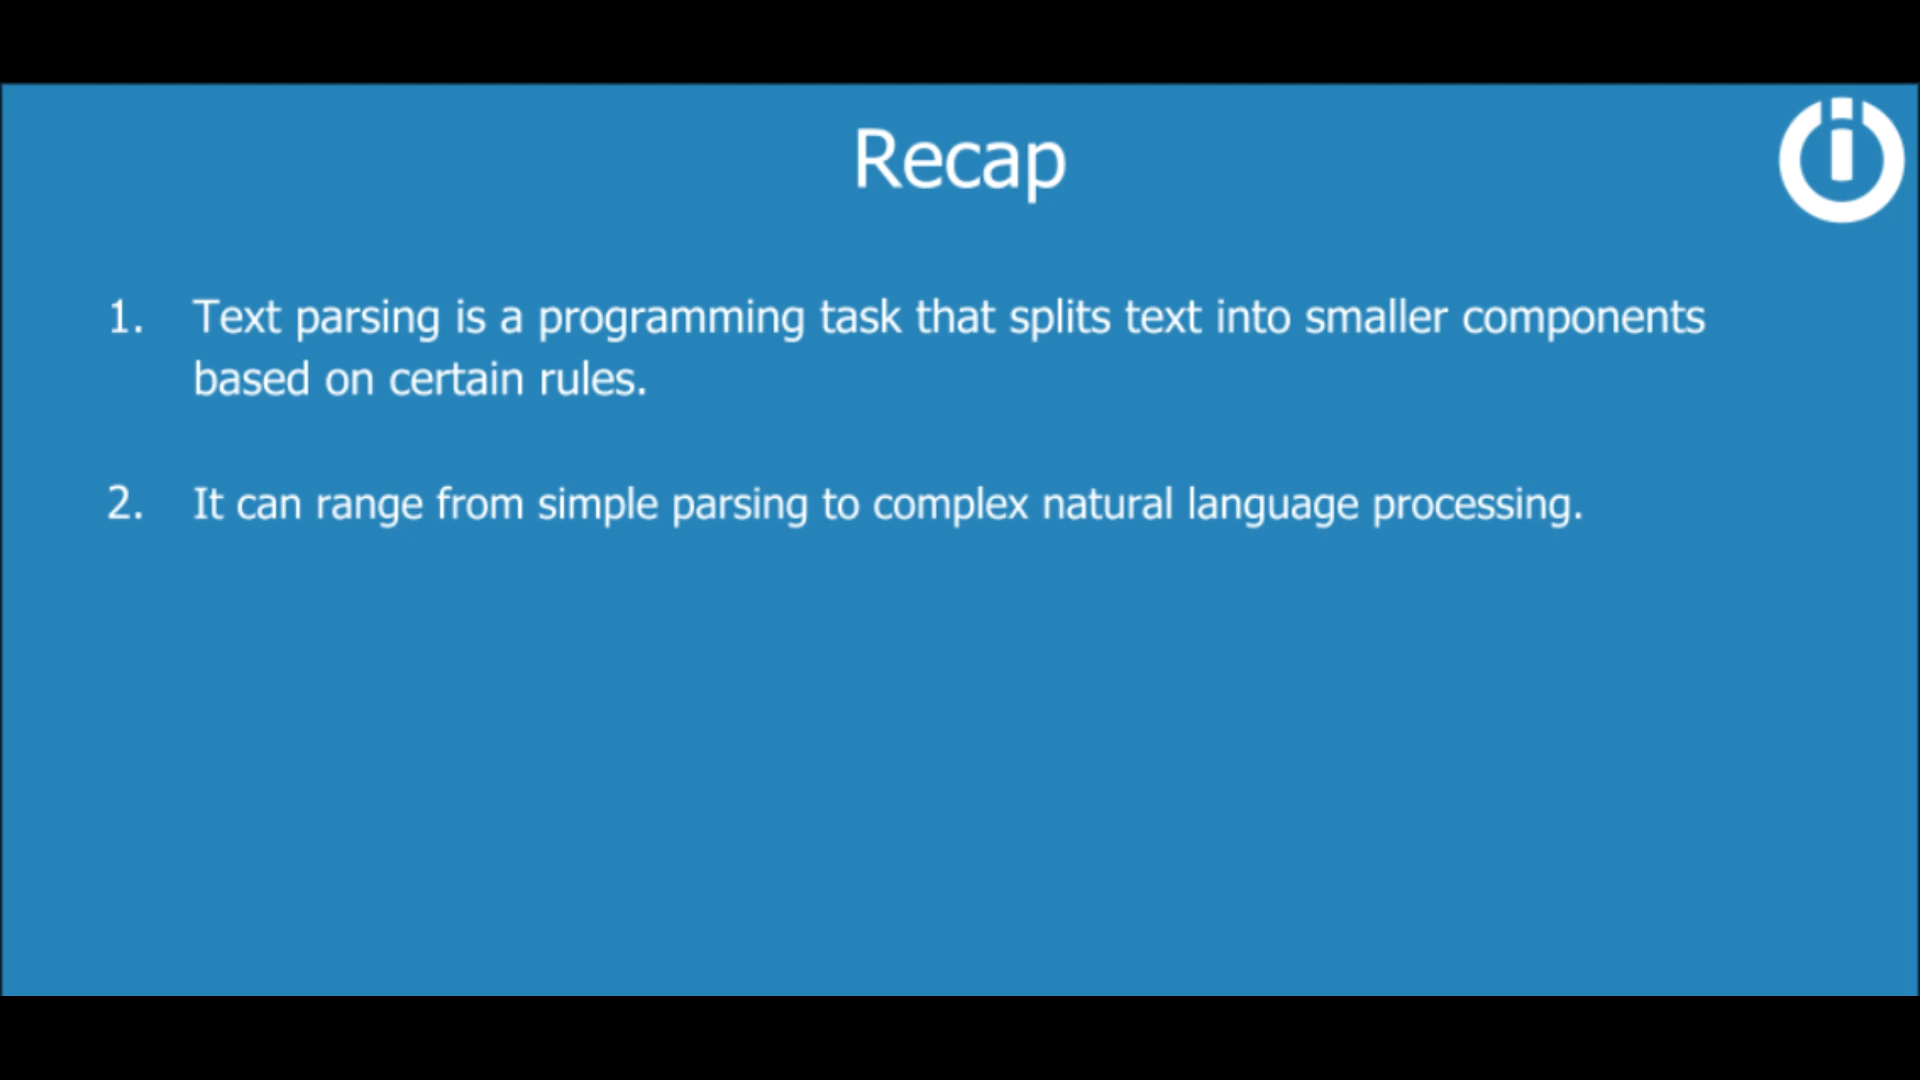 Recap
1. Text parsing is a programming task that splits text into smaller components
based on certain rules.
2. It can range from simple parsing to complex natural language processing.